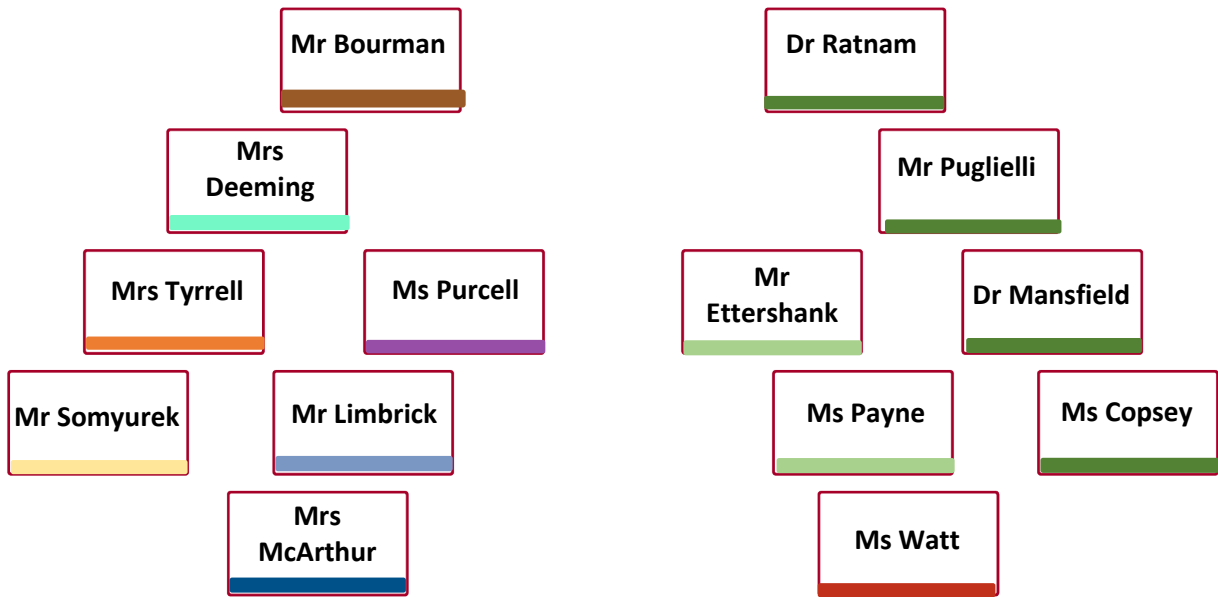 Mr Bourman
Dr Ratnam
Mrs
Deeming
Mr Puglielli
Mrs Tyrrell
Ms Purcell
Mr
Ettershank
Dr Mansfield
Mr Somyurek
Mr Limbrick
Ms Payne
Ms Copsey
Mrs
McArthur
Ms Watt